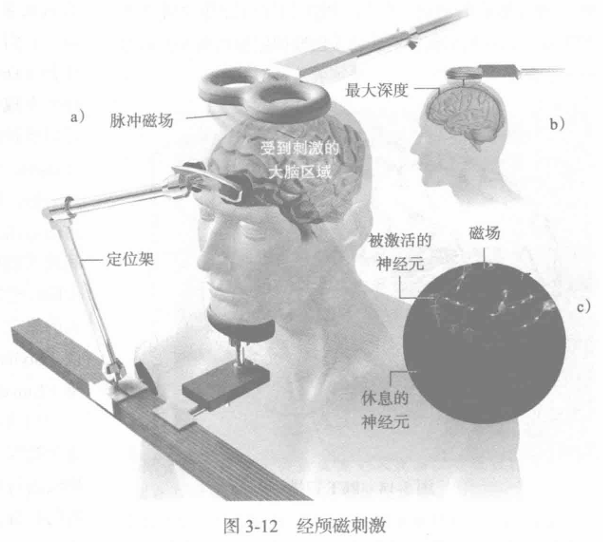 a)
脉冲磁场
受到刺激的
大脑区域
定位架
最大深度
b)
被激活的
神经元
磁场
c)
休息的
神经元
图 3-12 经颅磁刺激